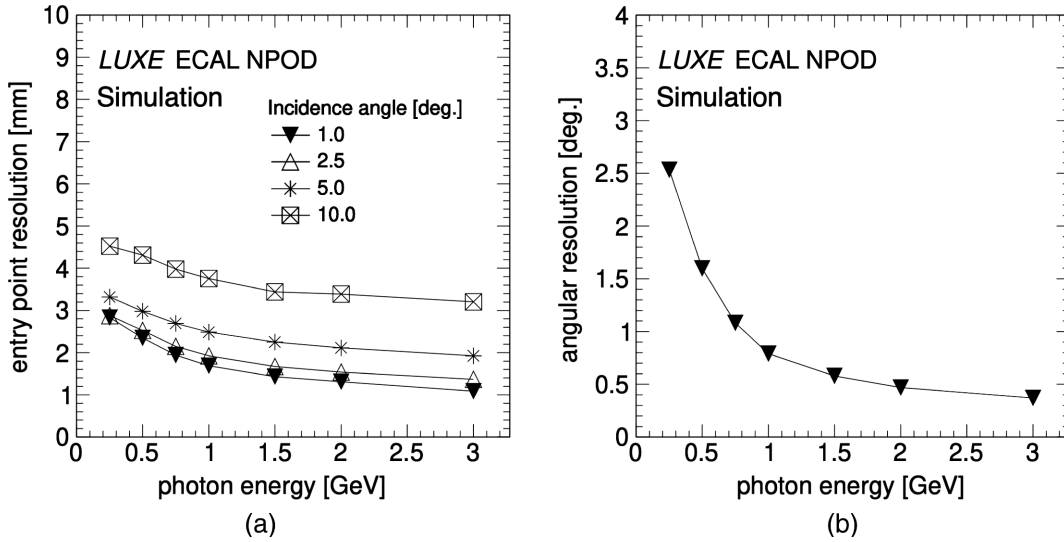 10
9
8
7
6
5
4
3
2
1
0
entry point resolution [mm]
LUXE ECAL NPOD
Simulation
Incidence angle [deg.]
1.0
2.5
5.0
10.0
0 0.5 1 1.5 2 2.5 3
photon energy [GeV]
(a)
4
3.5
3
2.5
2
1.5
1
0.5
0
angular resolution [deg.]
LUXE ECAL NPOD
Simulation
0 0.5 1 1.5 2 2.5 3
photon energy [GeV]
(b)